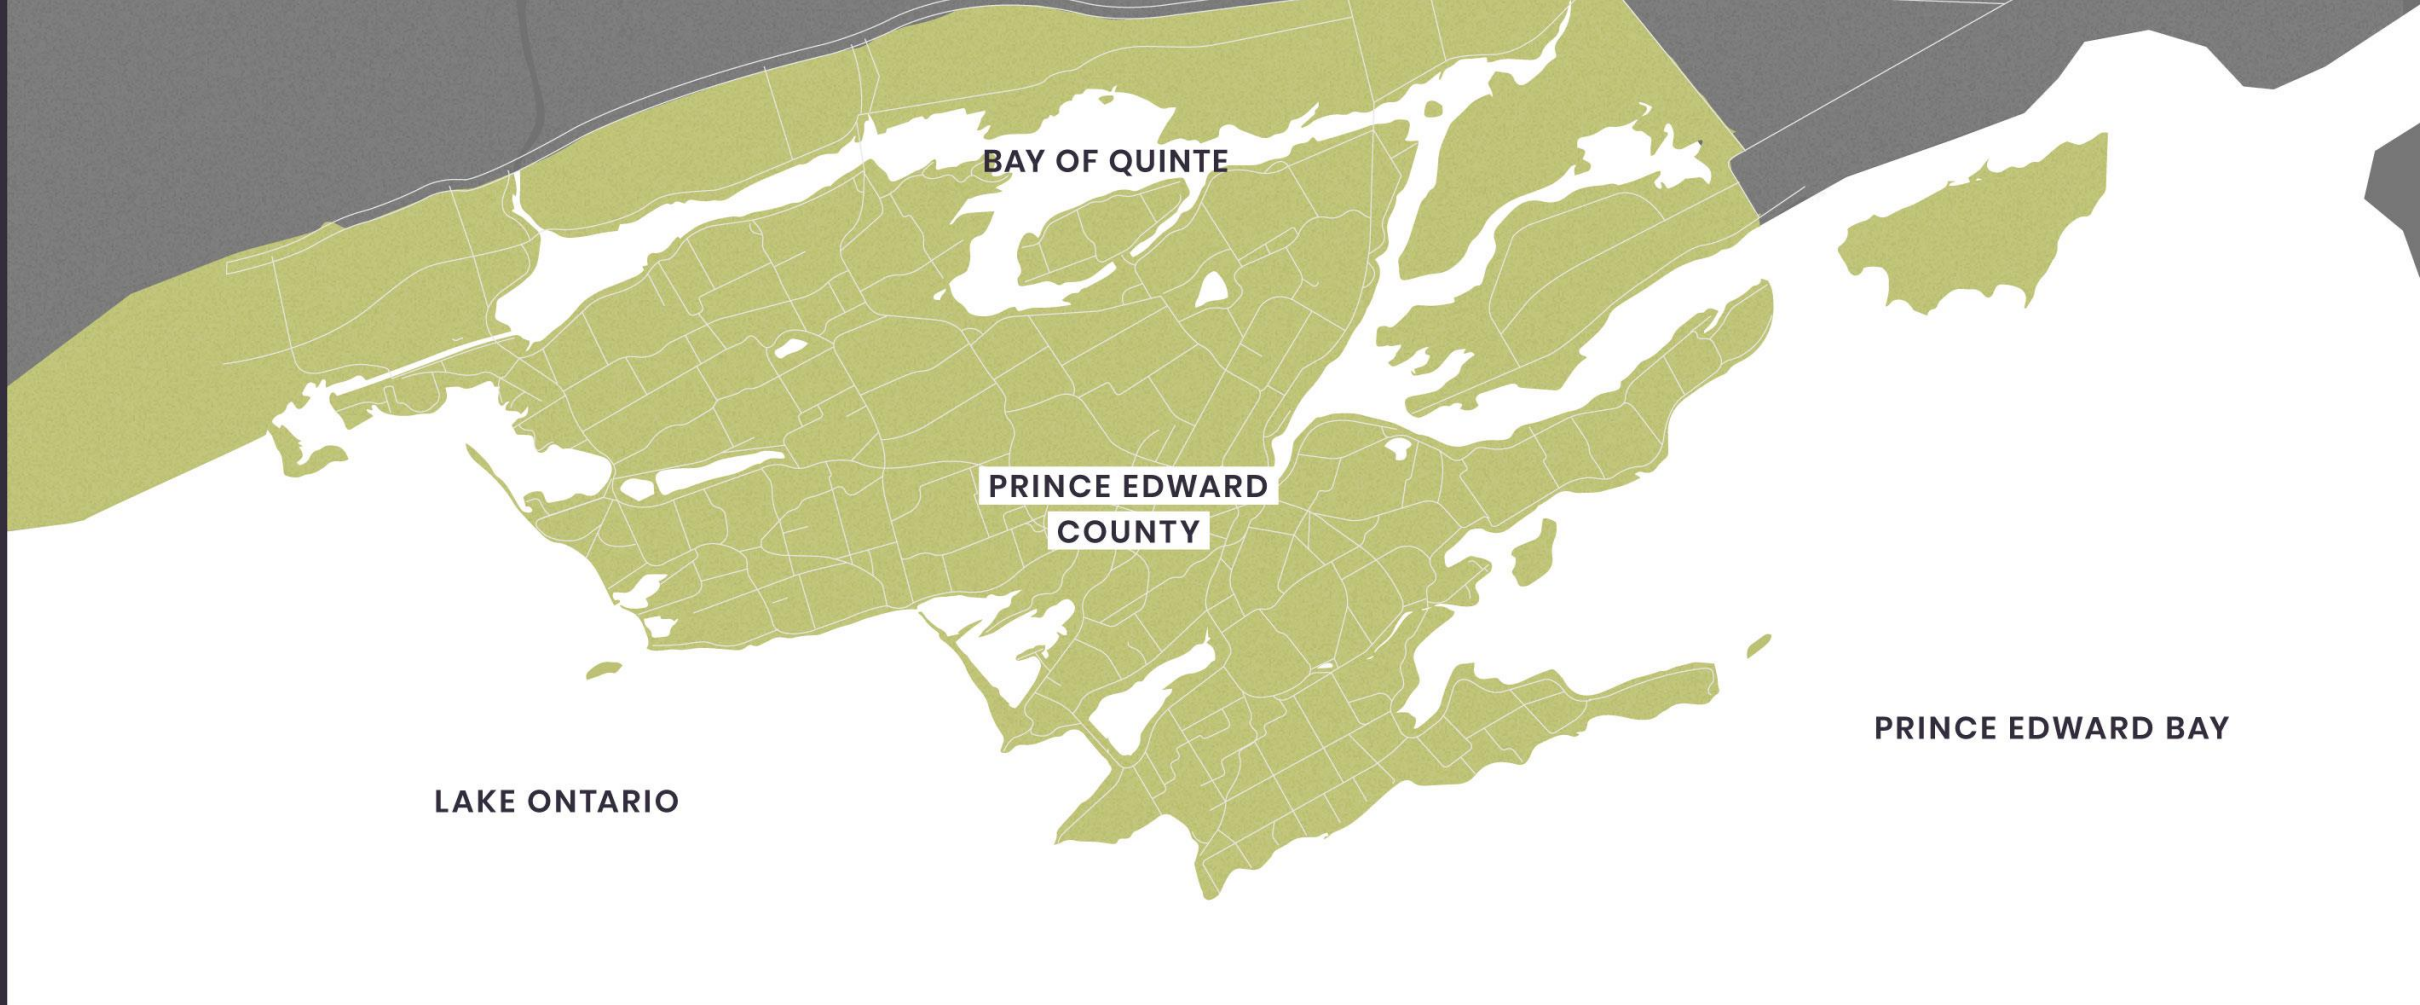 BAY OF QUINTE
PRINCE EDWARD
COUNTY
PRINCE EDWARD BAY
LAKE ONTARIO